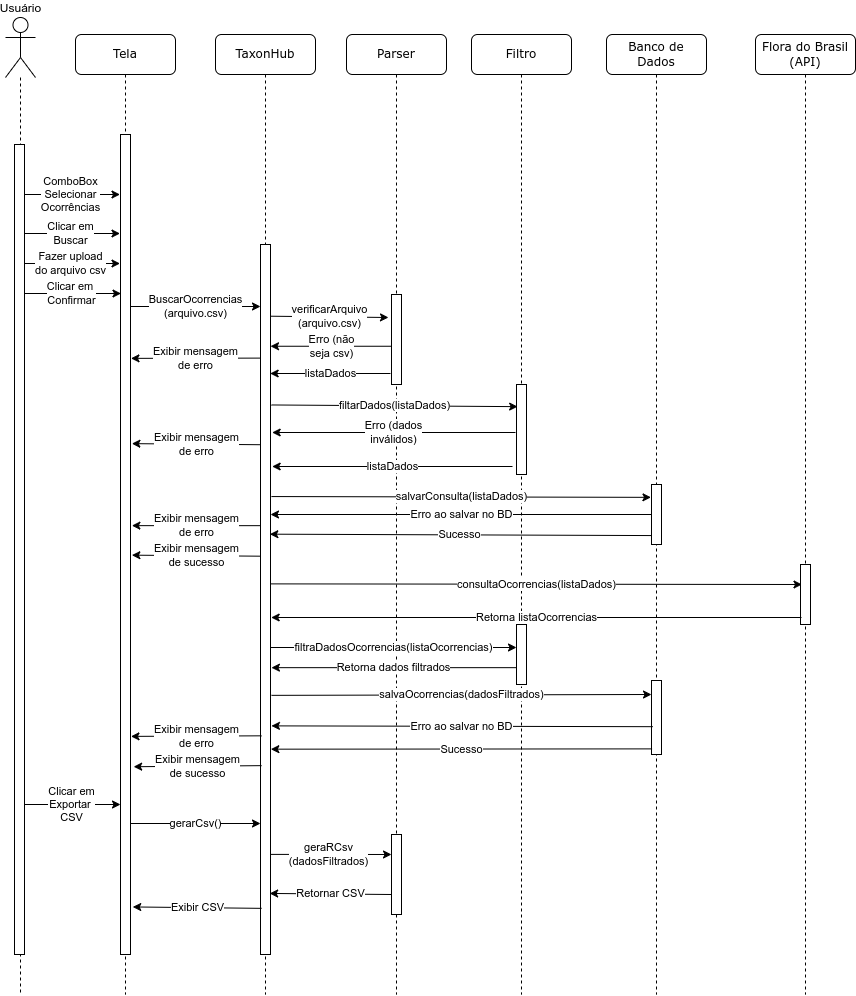 Usuário
Tela
TaxonHub
Parser
Filtro
Banco de
Dados
Flora do Brasil
(API)
ComboBox
Selecionar
Ocorrências
Clicar em
Buscar
Fazer upload
do arquivo csv
Clicar em
Confirmar
BuscarOcorrencias
(arquivo.csv)
verificarArquivo
(arquivo.csv)
Erro (não
seja csv)
Exibir mensagem
de erro
listaDados
filtarDados(listaDados)
Erro (dados
inválidos)
Exibir mensagem
de erro
listaDados
salvarConsulta(listaDados)
Erro ao salvar no BD
Exibir mensagem
de erro
Sucesso
Exibir mensagem
de sucesso
consultaOcorrencias(listaDados)
Retorna listaOcorrencias
filtraDadosOcorrencias(listaOcorrencias)
Retorna dados filtrados
salvaOcorrencias(dadosFiltrados)
Erro ao salvar no BD
Exibir mensagem
de erro
Sucesso
Exibir mensagem
de sucesso
Clicar em
Exportar
CSV
gerarCsv()
geraRCsv
(dadosFiltrados)
Retornar CSV
Exibir CSV